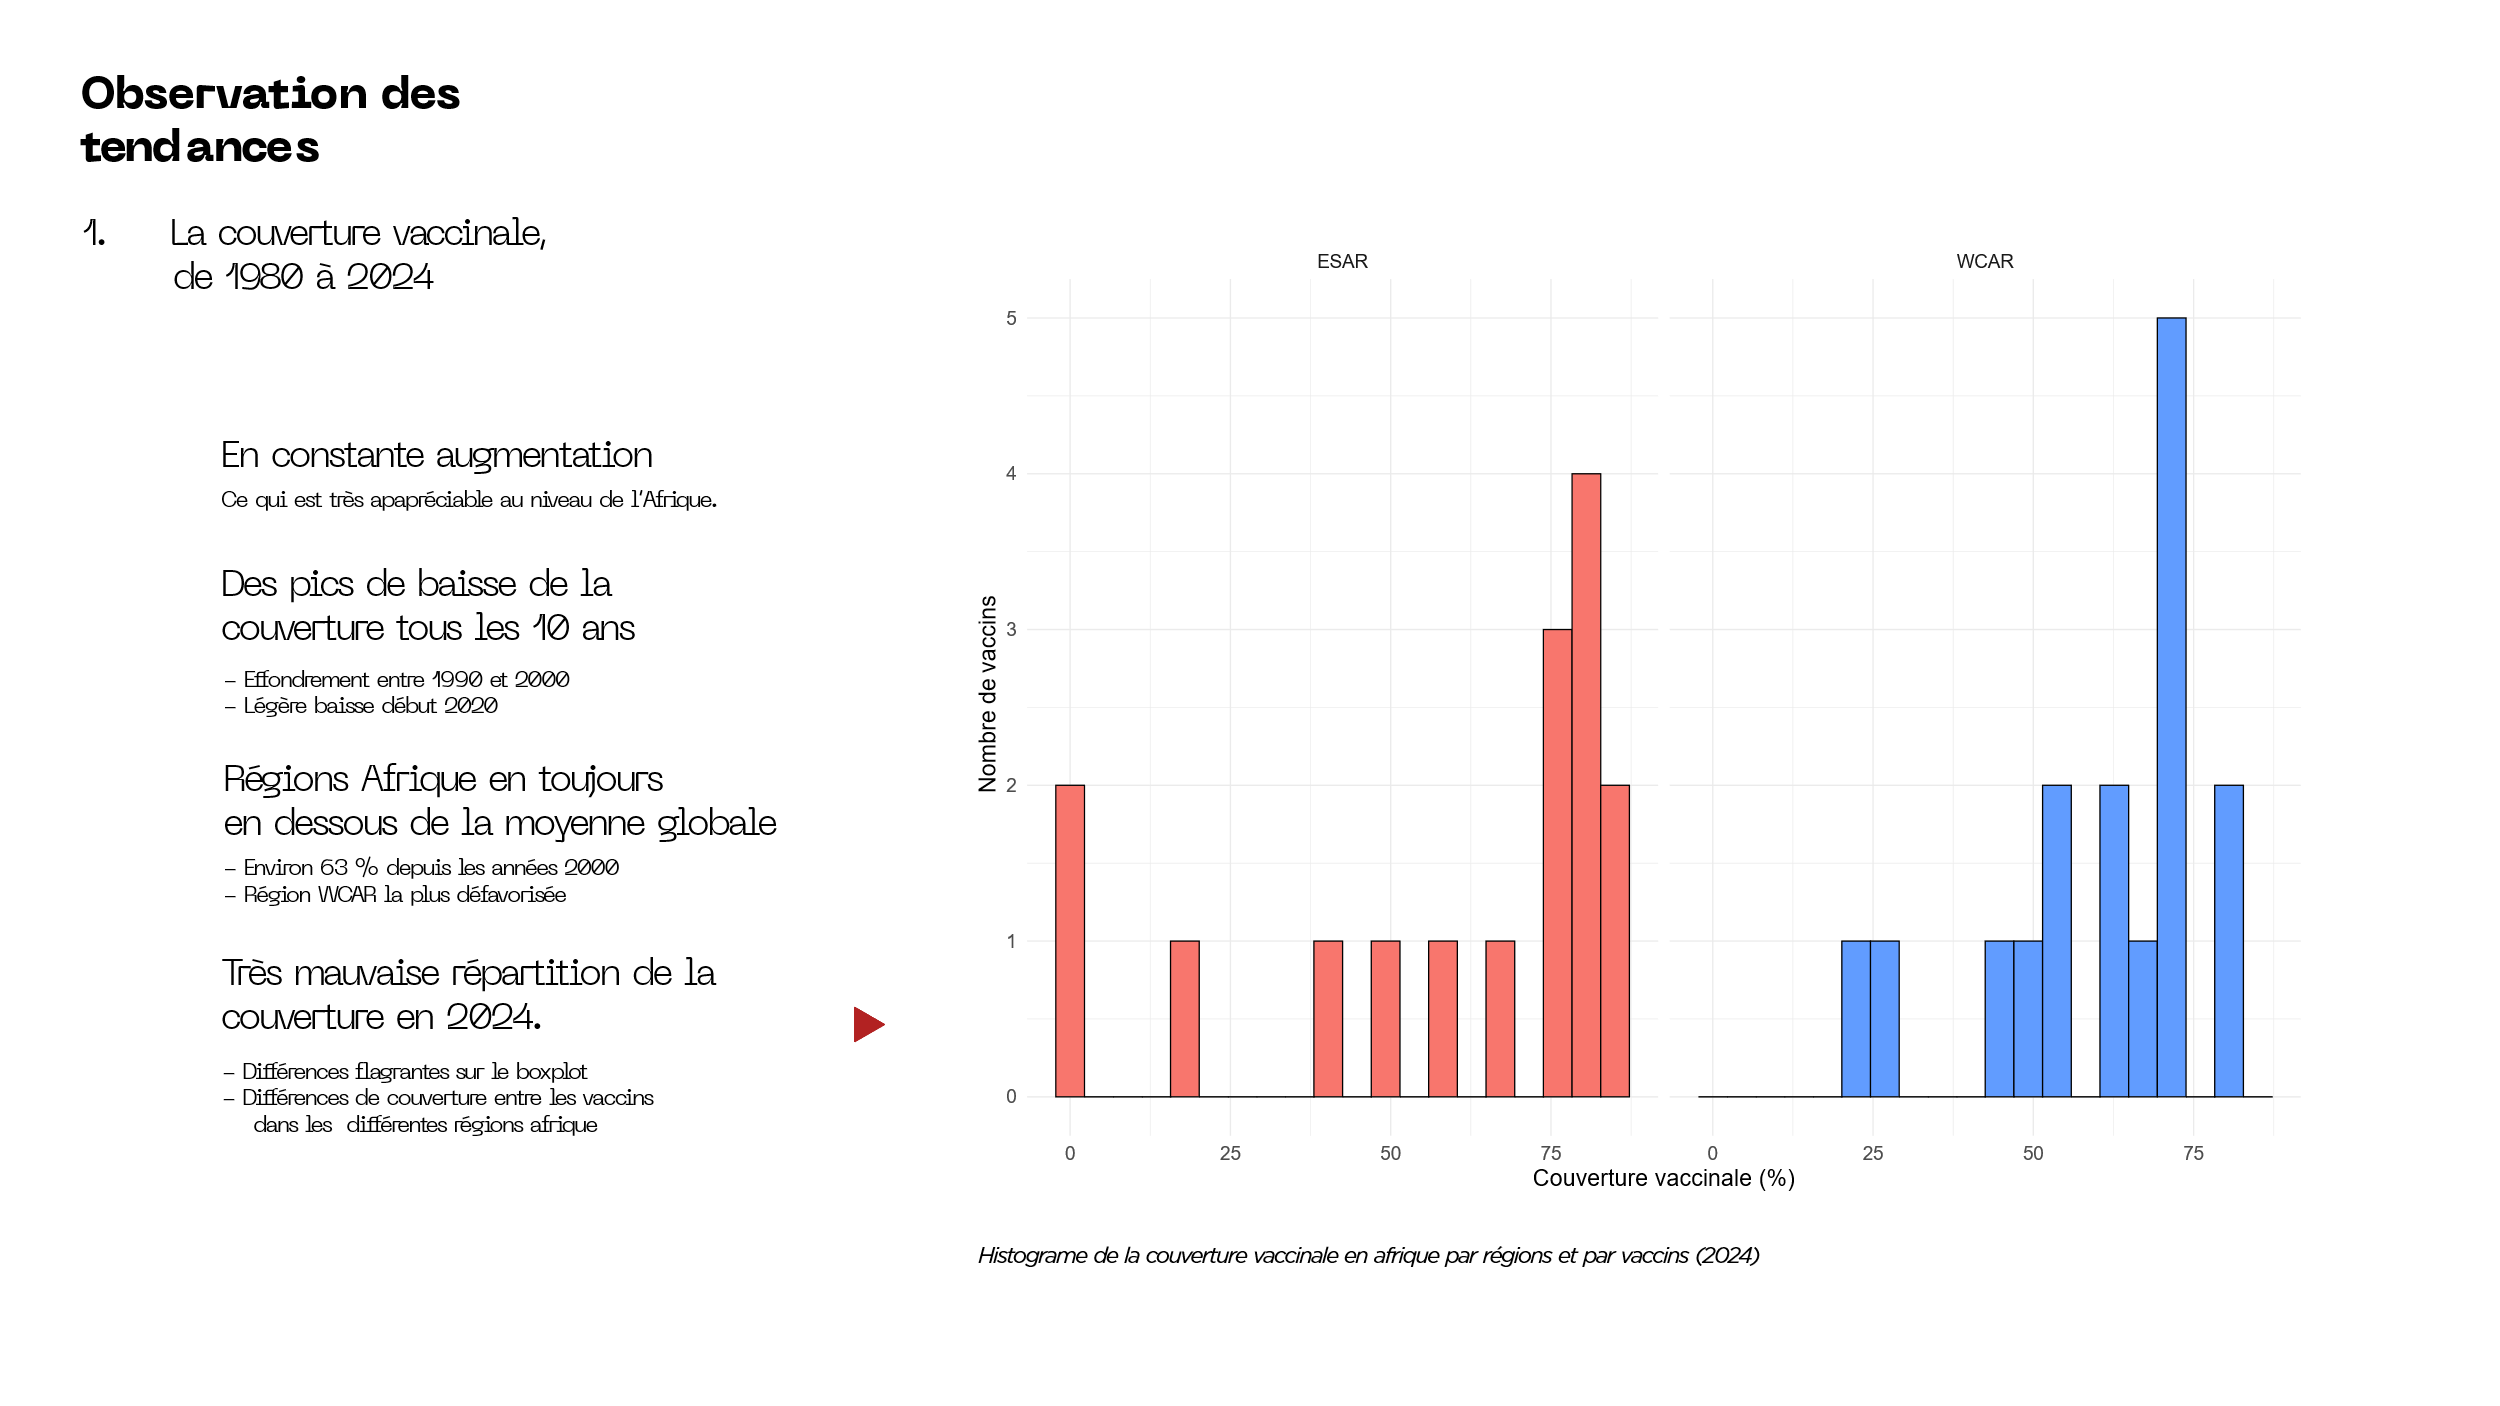 Observation des
tendances
1. La couverture vaccinale,
de 1980 à 2024
En constante augmentation
Ce qui est très apapréciable au niveau de l'Afrique.
Des pics de baisse de la
couverture tous les 10 ans
– Effondrement entre 1990 et 2000
– Légère baisse début 2020
Régions Afrique en toujours
en dessous de la moyenne globale
– Environ 63 % depuis les années 2000
– Région WCAR la plus défavorisée
Très mauvaise répartition de la
couverture en 2024.
– Différences flagrantes sur le boxplot
– Différences de couverture entre les vaccins
dans les différentes régions afrique
ESAR WCAR
Nombre de vaccins
5
4
3
2
1
0
0 25 50 75 0 25 50 75
Couverture vaccinale (%)
Histograme de la couverture vaccinale en afrique par régions et par vaccins (2024)